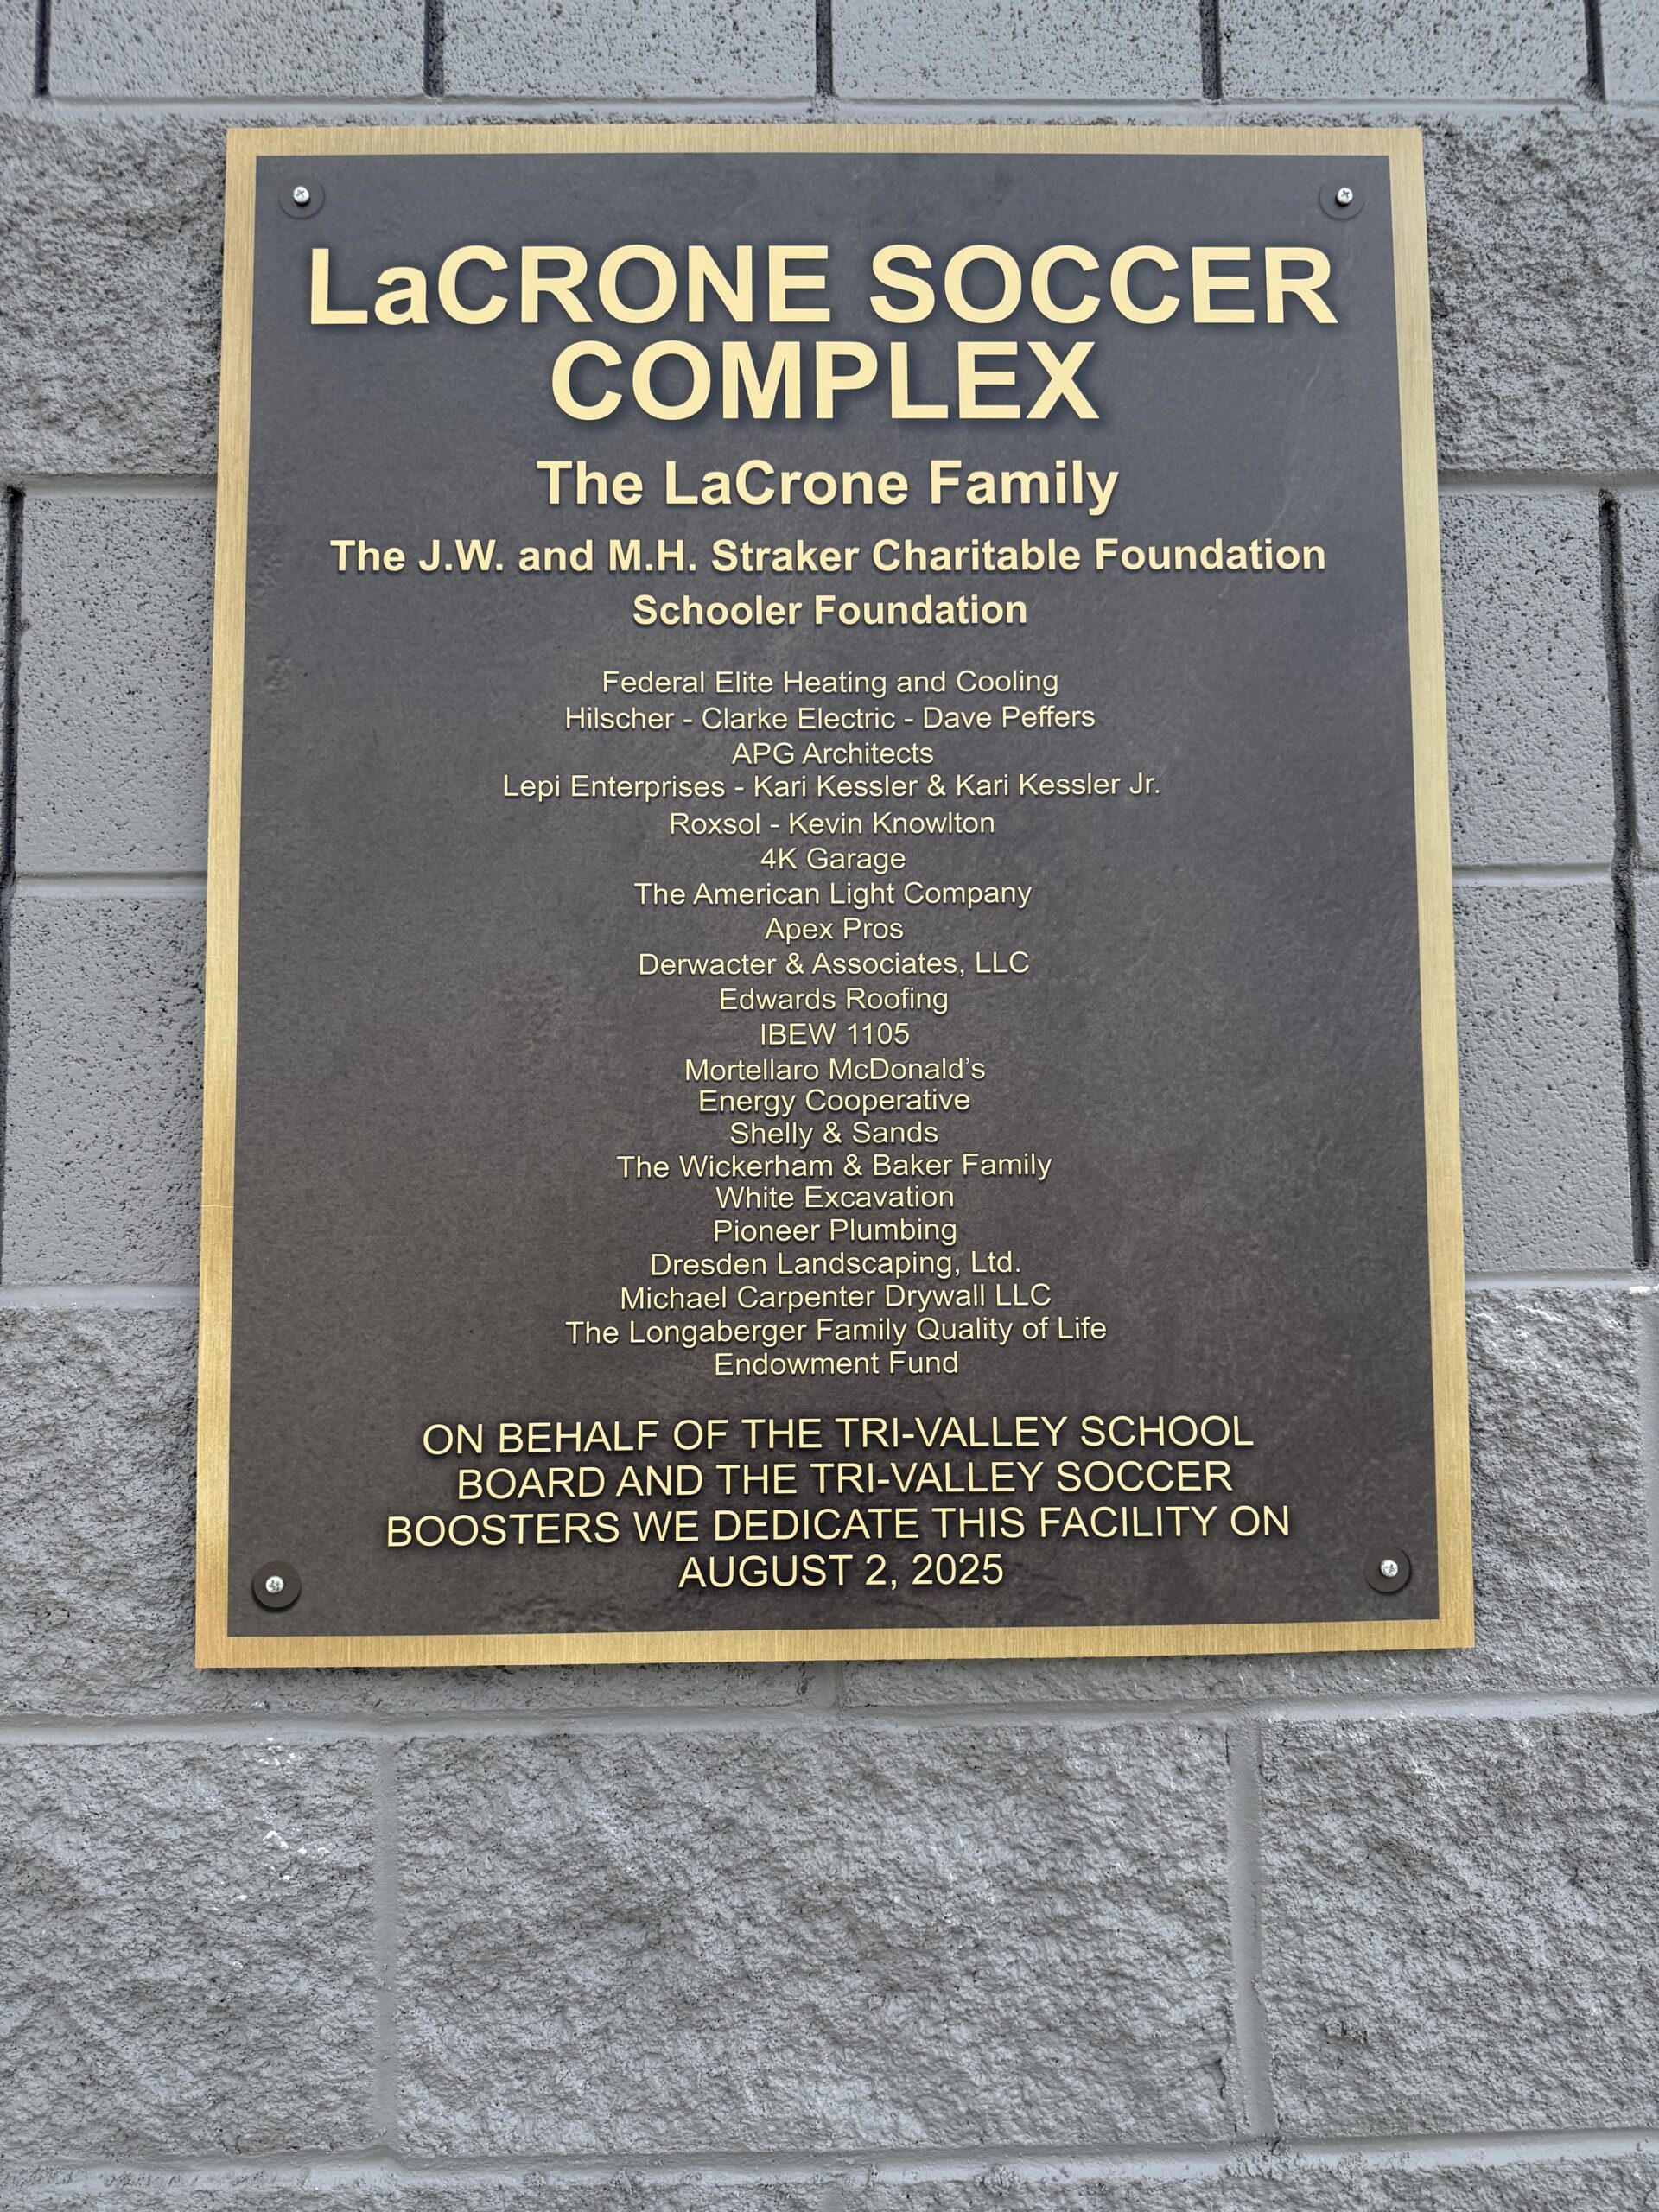 LaCRONE SOCCER
COMPLEX
The LaCrone Family
The J.W. and M.H. Straker Charitable Foundation
Schooler Foundation
Federal Elite Heating and Cooling
Hilscher - Clarke Electric - Dave Peffers
APG Architects
Lepi Enterprises - Kari Kessler & Kari Kessler Jr.
Roxsol - Kevin Knowlton
4K Garage
The American Light Company
Apex Pros
Derwacter & Associates, LLC
Edwards Roofing
IBEW 1105
Mortellaro McDonald’s
Energy Cooperative
Shelly & Sands
The Wickerham & Baker Family
White Excavation
Pioneer Plumbing
Dresden Landscaping, Ltd.
Michael Carpenter Drywall LLC
The Longaberger Family Quality of Life
Endowment Fund
ON BEHALF OF THE TRI-VALLEY SCHOOL
BOARD AND THE TRI-VALLEY SOCCER
BOOSTERS WE DEDICATE THIS FACILITY ON
AUGUST 2, 2025